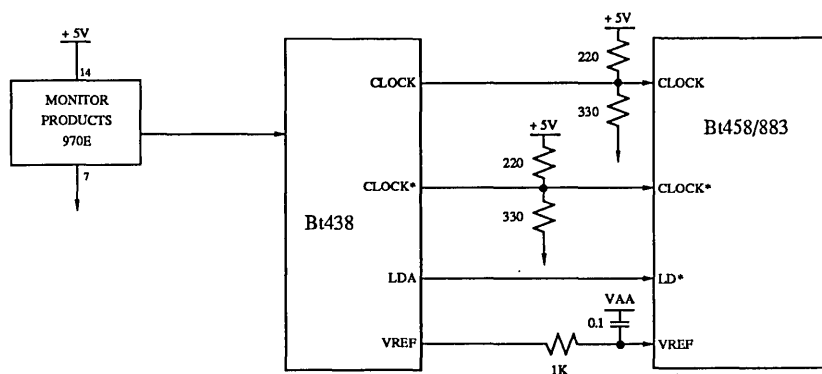 + 5V
14
MONITOR
PRODUCTS
970E
7
Bt438
CLOCK
CLOCK*
LDA
VREF
+ 5V
220
330
+ 5V
220
330
VAA
0.1
1K
Bt458/883
CLOCK
CLOCK*
LD*
VREF